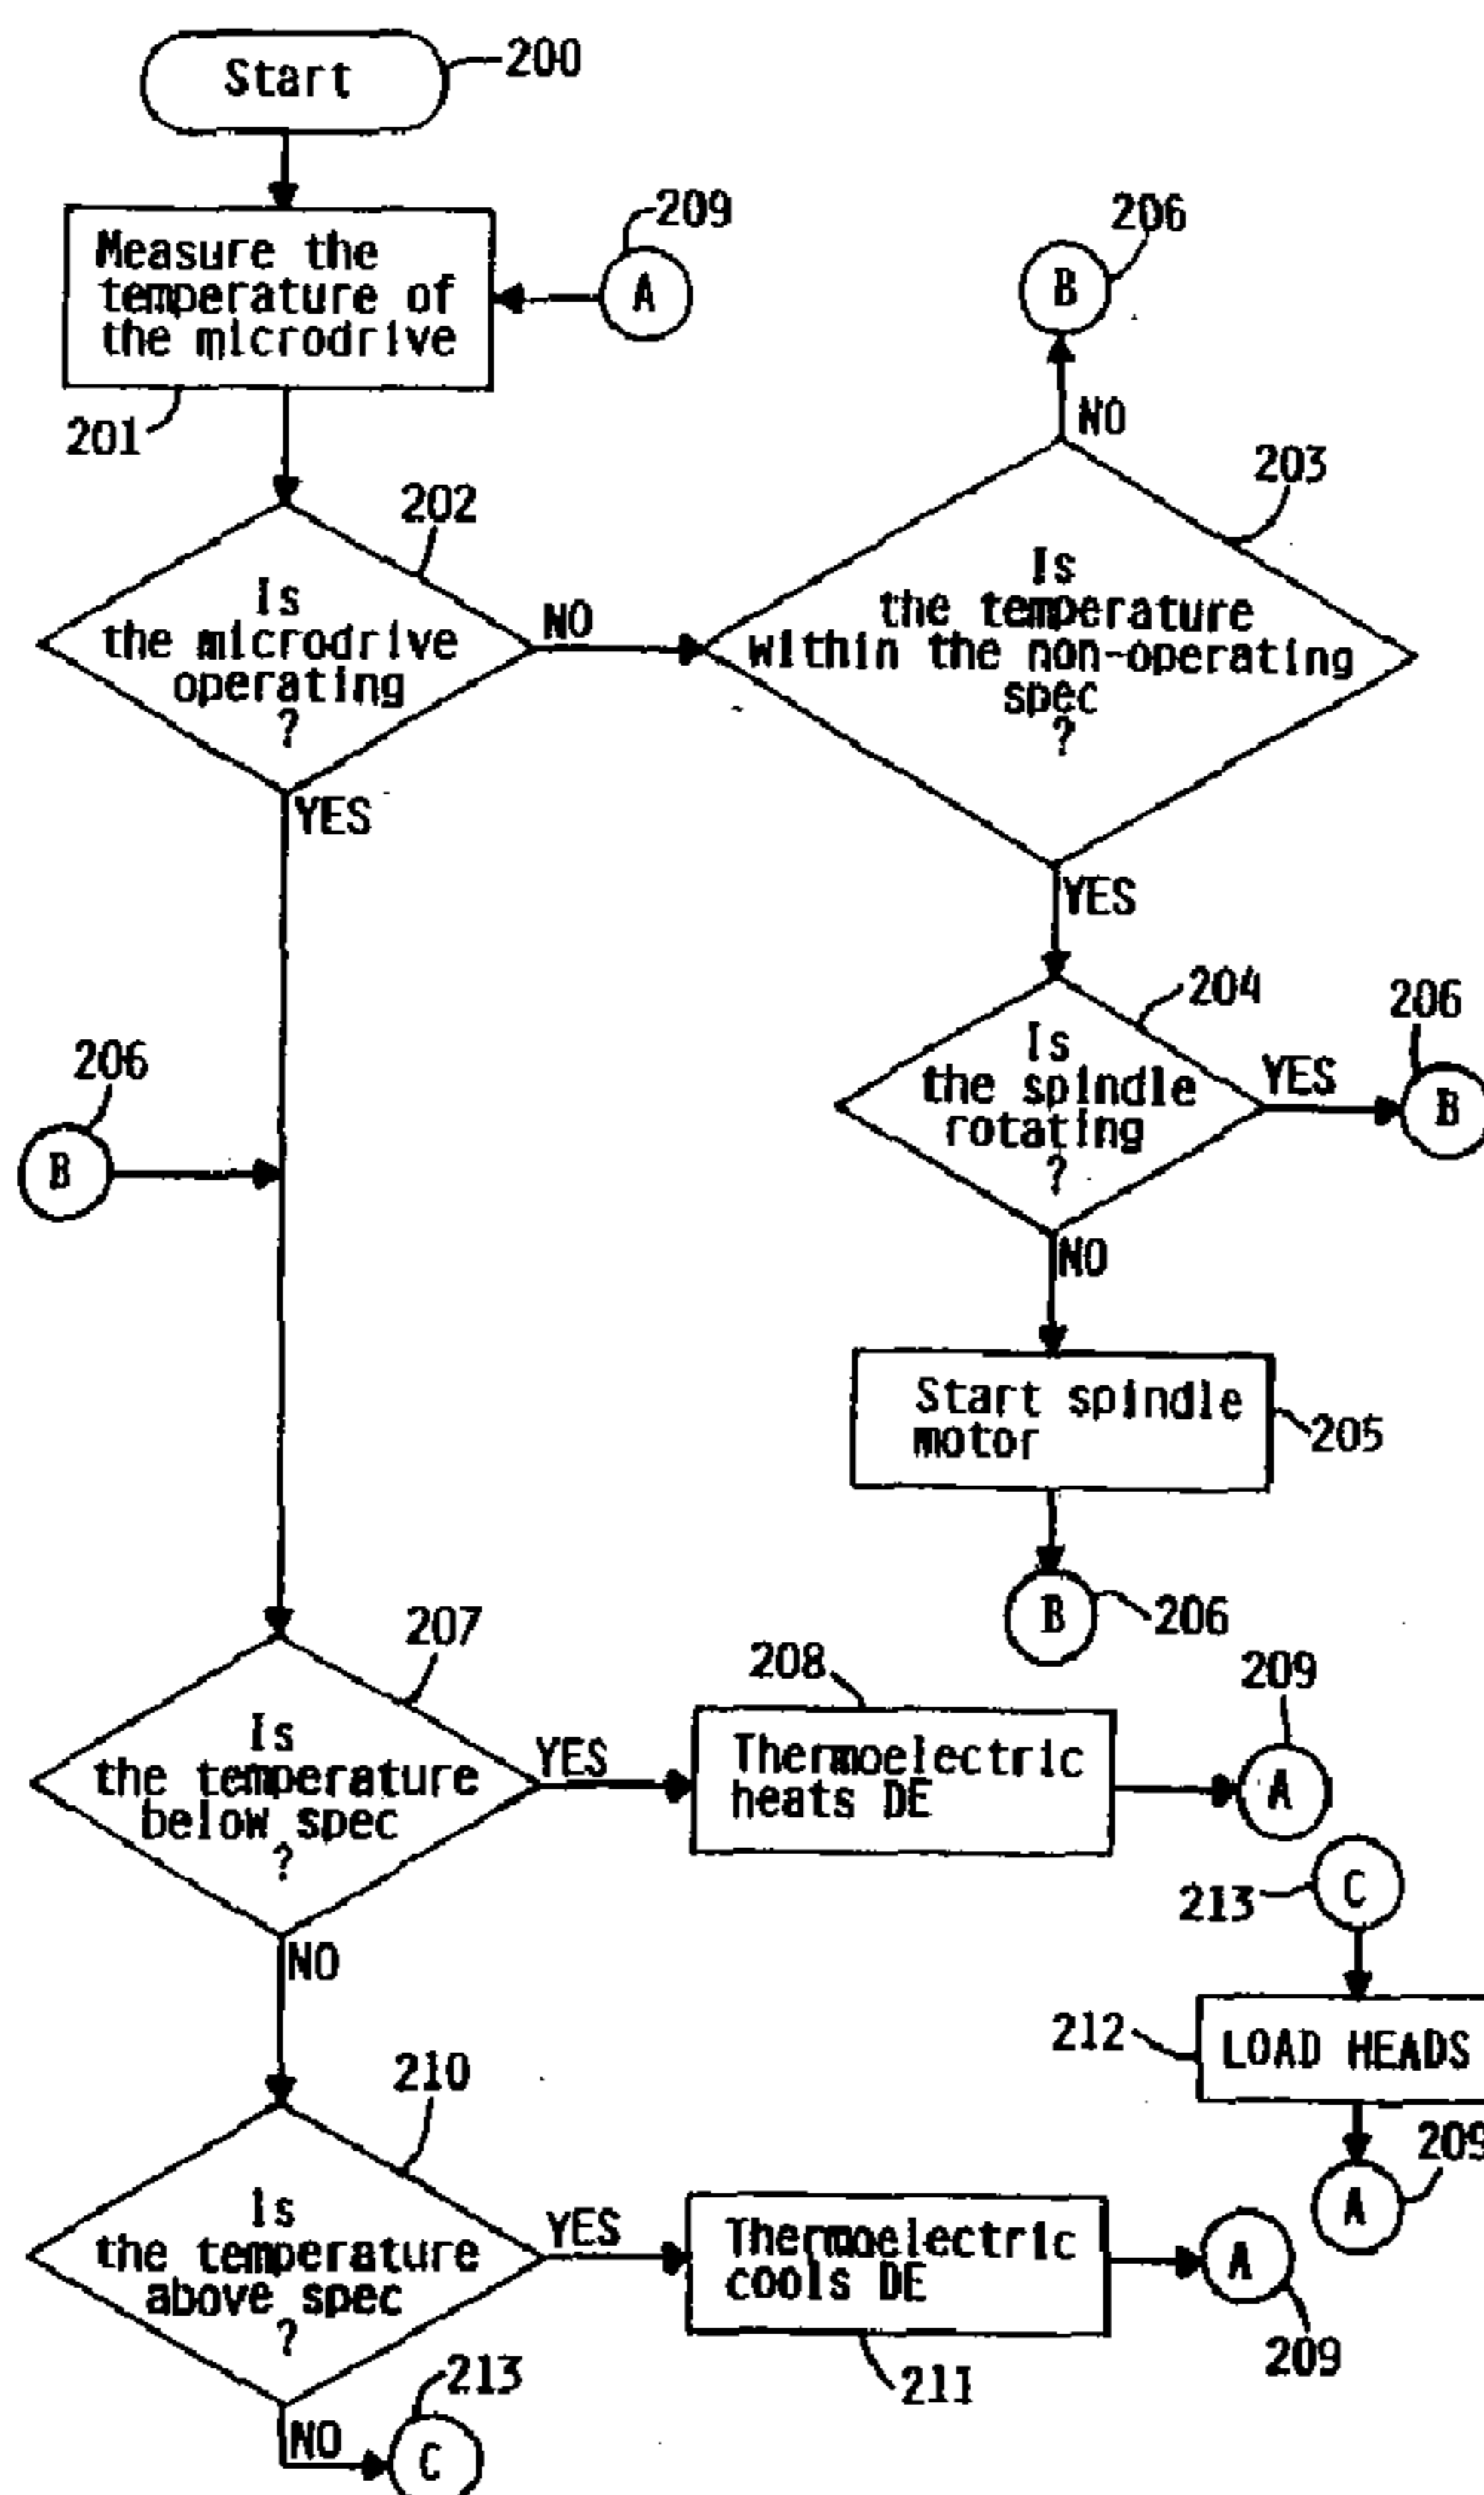 Start
200
Measure the
temperature of
the microdrive
201
209
A
206
B
NO
202
Is
the microdrive
operating
?
NO
YES
203
Is
the temperature
within the non-operating
spec
?
YES
204
Is
the spindle
rotating
?
YES
206
B
NO
206
B
Start spindle
motor
205
B
206
207
Is
the temperature
below spec
?
YES
NO
208
Thermoelectric
heats DE
209
A
213
C
212
LOAD HEADS
209
A
210
Is
the temperature
above spec
?
YES
Thermoelectric
cools DE
211
A
209
NO
213
C